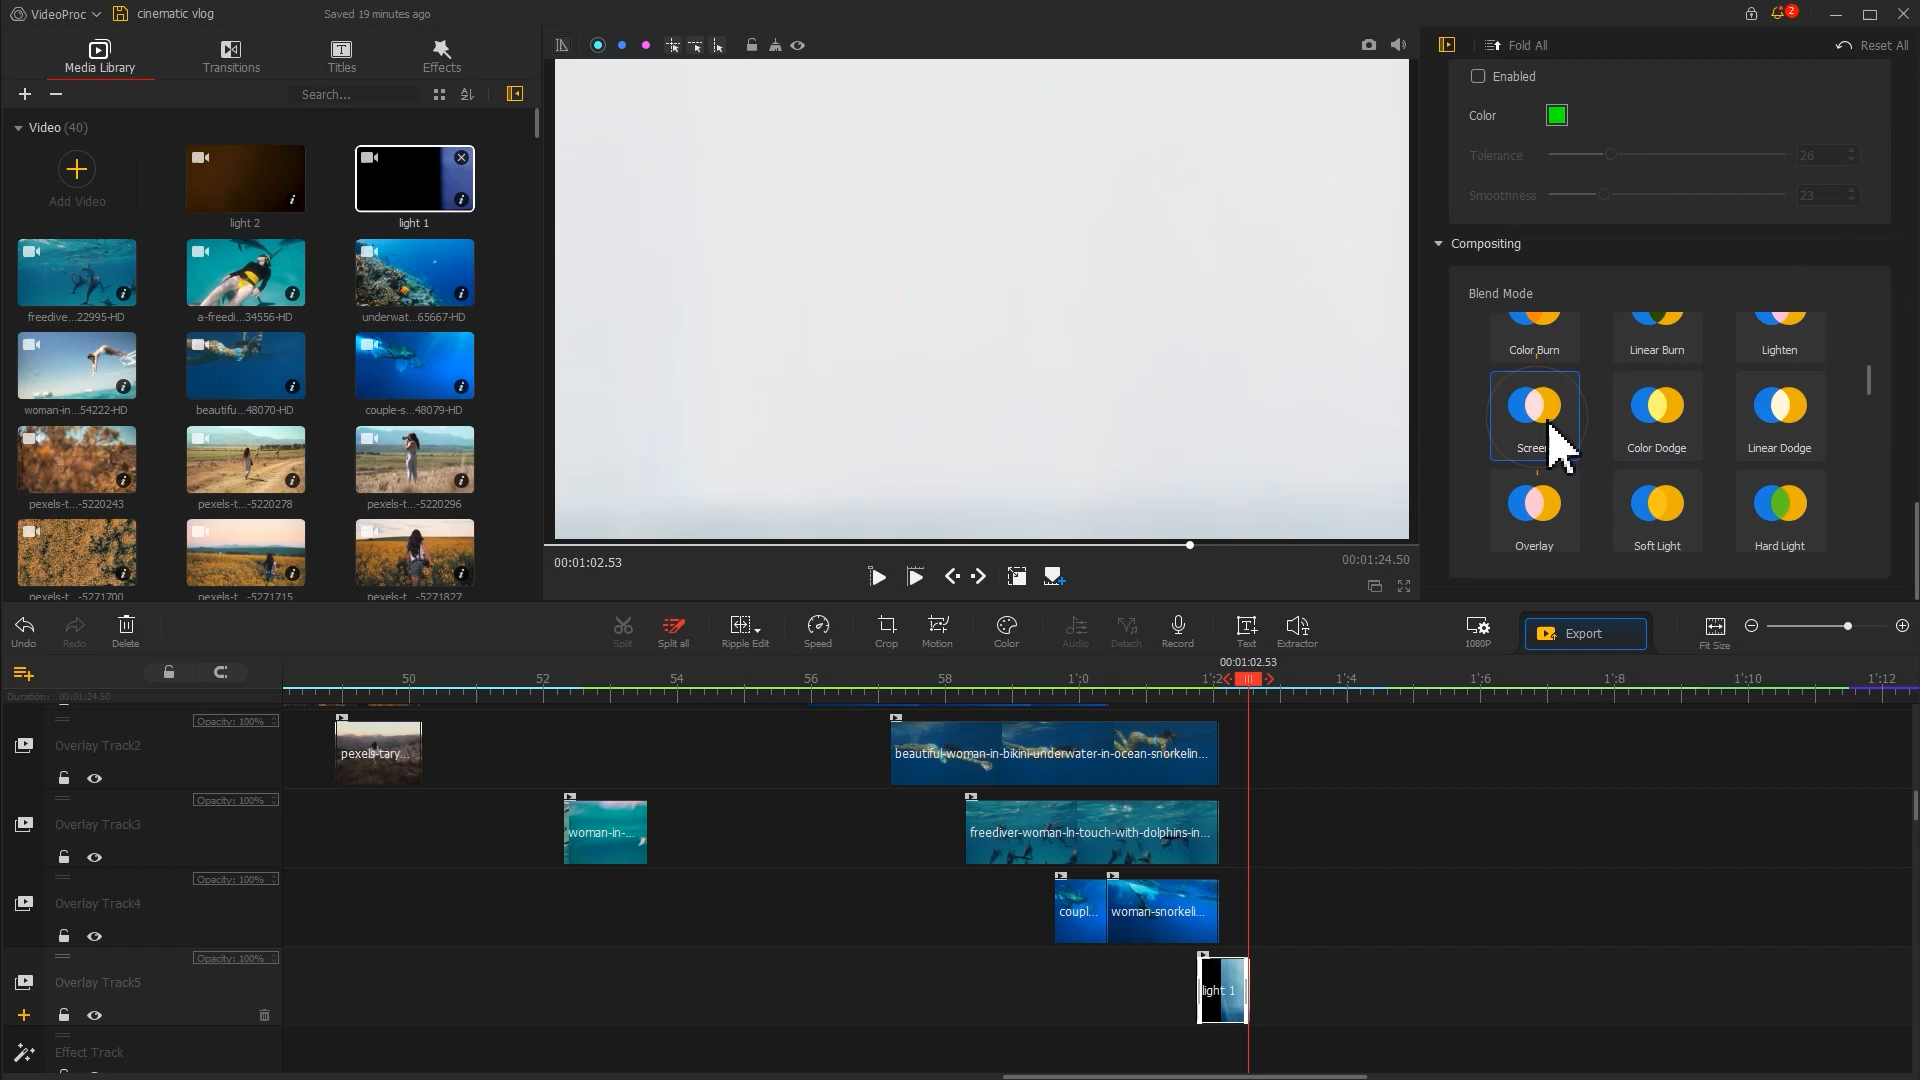 VideoProc
cinematic vlog
Saved 19 minutes ago
2
Media Library
Transitions
Titles
Effects
Fold All
Reset All
Search...
Enabled
Color
Tolerance
26
Smoothness
23
Video (40)
Add Video
light 2
light 1
freedive...22995-HD
a-freedi...34556-HD
underwat...65667-HD
woman-in...54222-HD
beautifu...48070-HD
couple-s...48079-HD
pexels-t...-5220243
pexels-t...-5220278
pexels-t...-5220296
pexels-t...-5271700
pexels-t...-5271715
pexels-t...-5271827
Compositing
Blend Mode
Color Burn
Linear Burn
Lighten
Color Dodge
Linear Dodge
Overlay
Soft Light
Hard Light
00:01:02.53
00:01:24.50
Undo
Redo
Delete
Split
Split all
Ripple Edit
Speed
Crop
Motion
Color
Audio
Detach
Record
Text
Extractor
1080P
Export
Fit Size
00:01:02.53
50
52
54
56
58
1':0
1':2
1':4
1':6
1':8
1':10
1':12
Duration: 00:01:24.50
Opacity: 100%
Overlay Track2
pexels-tary...
beautiful-woman-in-bikini-underwater-in-ocean-snorkelin...
Opacity: 100%
Overlay Track3
woman-in-...
freediver-woman-in-touch-with-dolphins-in...
Opacity: 100%
Overlay Track4
coupl...
woman-snorkeli...
Opacity: 100%
Overlay Track5
light 1
Effect Track